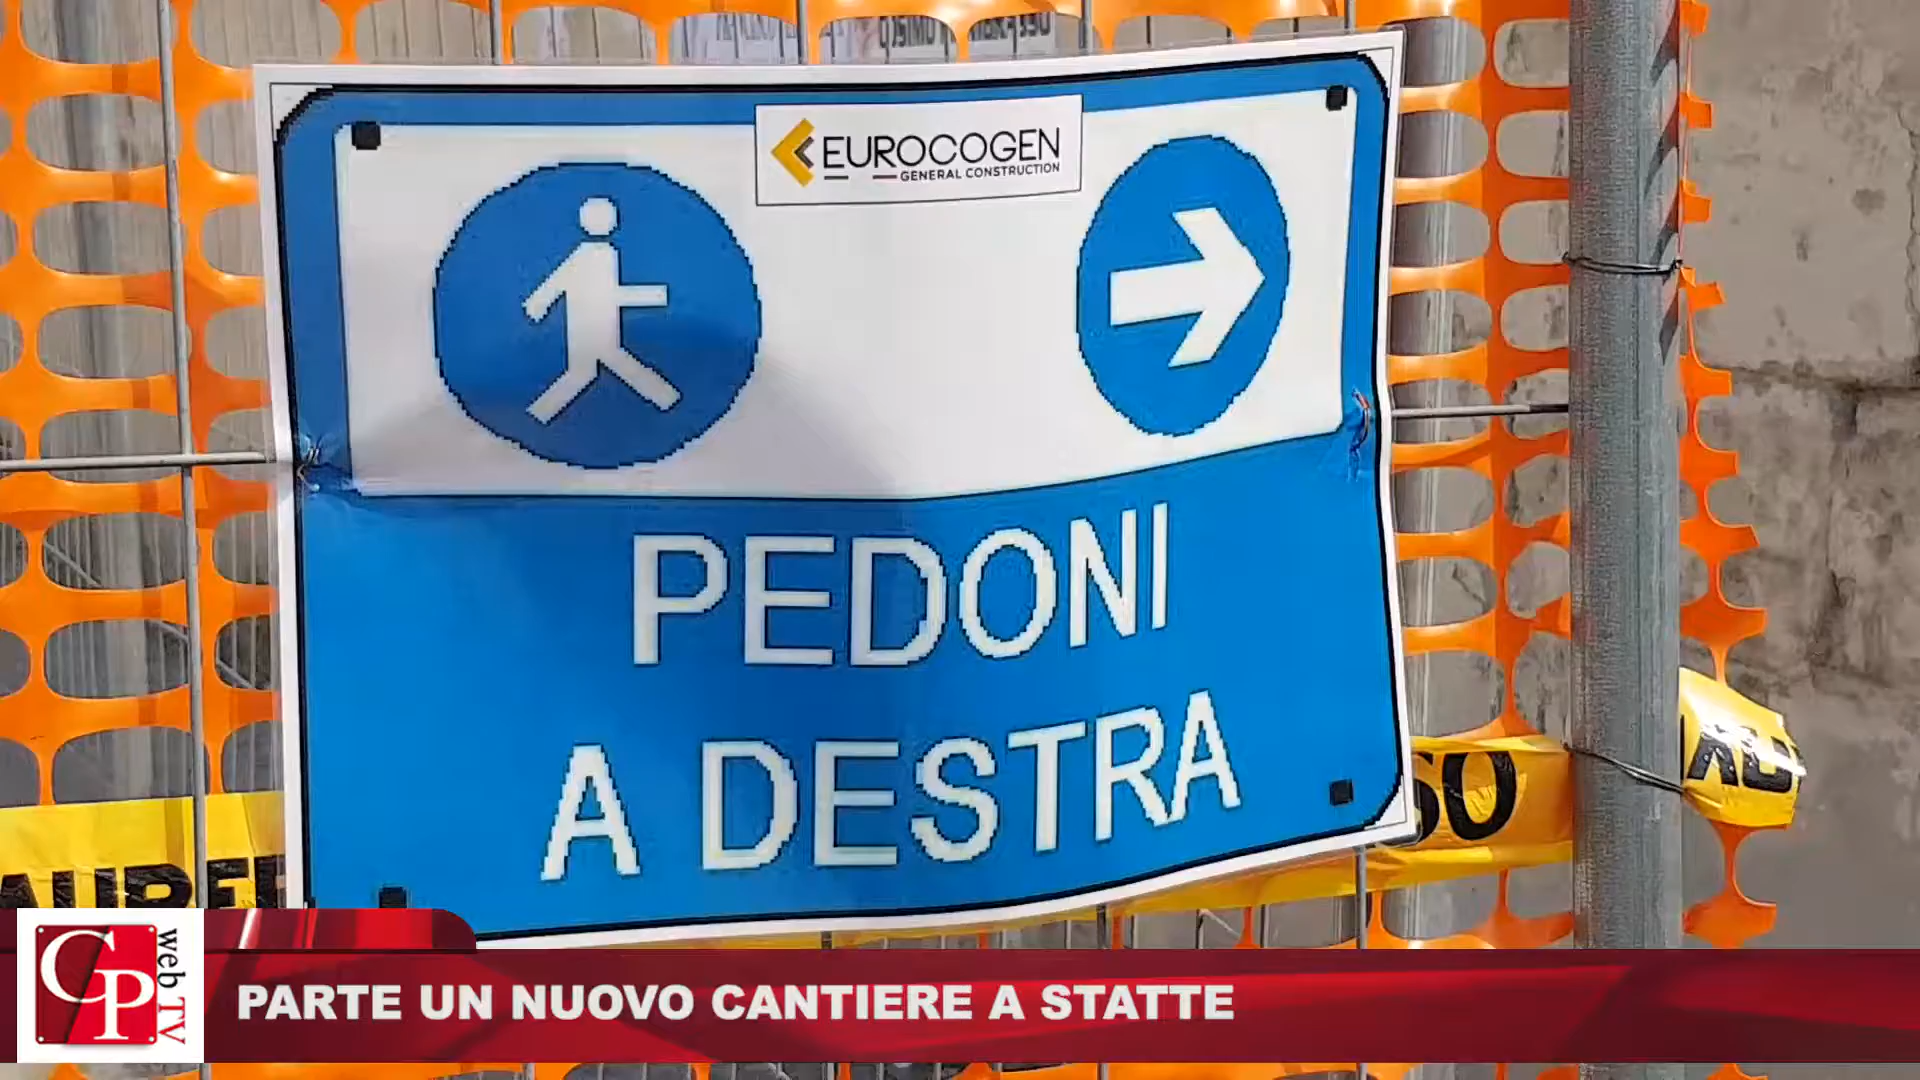 EUROCOGEN
GENERAL CONSTRUCTION
PEDONI
A DESTRA
CP
web TV
PARTE UN NUOVO CANTIERE A STATTE